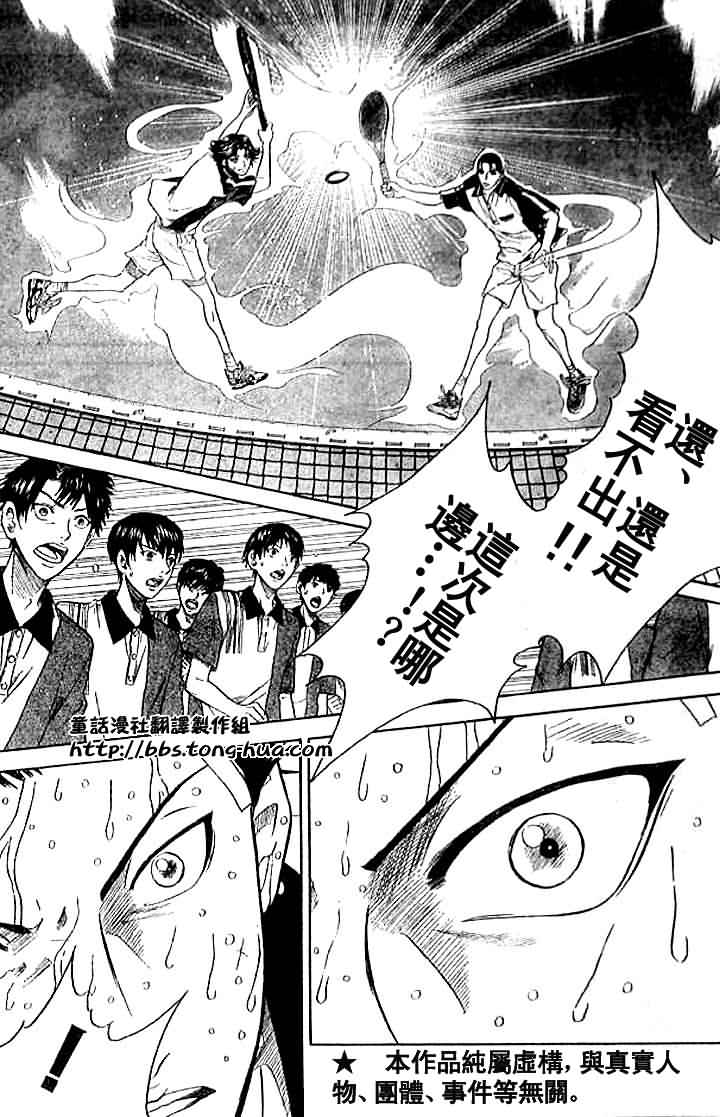 還、還是
看不出!!
這次是哪
邊…!?
童話漫社翻譯製作組
http://bbs.tong-hua.com
!
★ 本作品純屬虛構,與真實人
物、團體、事件等無關。